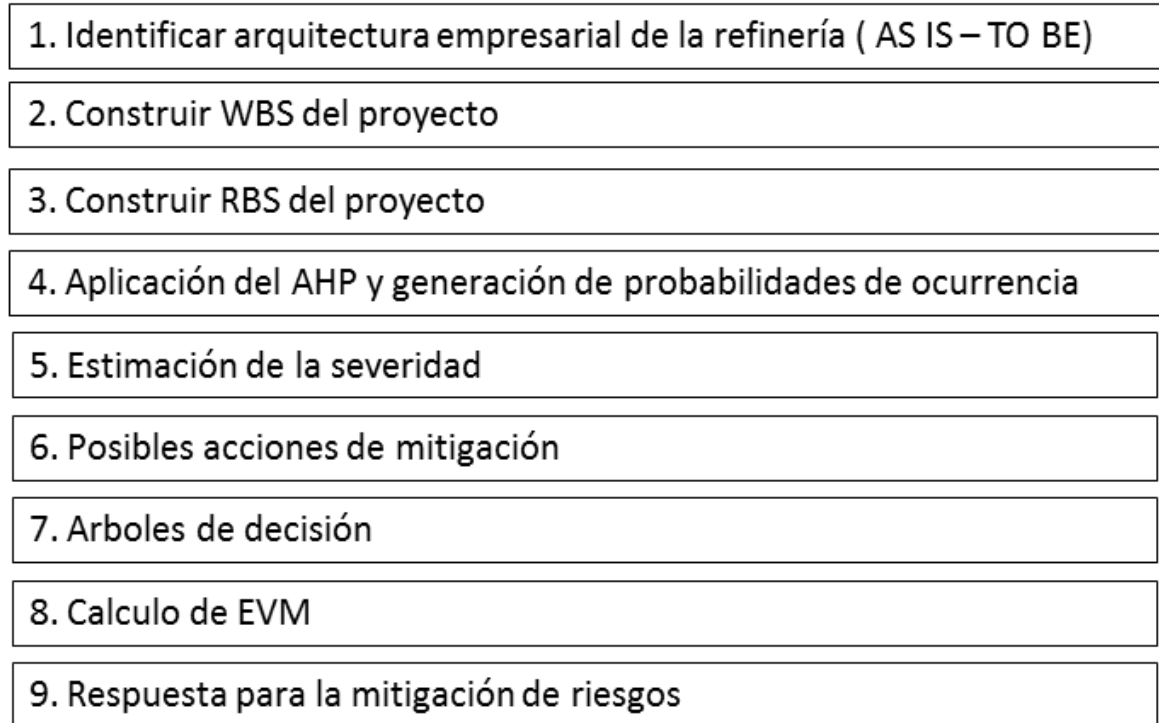 1. Identificar arquitectura empresarial de la refinería ( AS IS – TO BE)
2. Construir WBS del proyecto
3. Construir RBS del proyecto
4. Aplicación del AHP y generación de probabilidades de ocurrencia
5. Estimación de la severidad
6. Posibles acciones de mitigación
7. Arboles de decisión
8. Calculo de EVM
9. Respuesta para la mitigación de riesgos